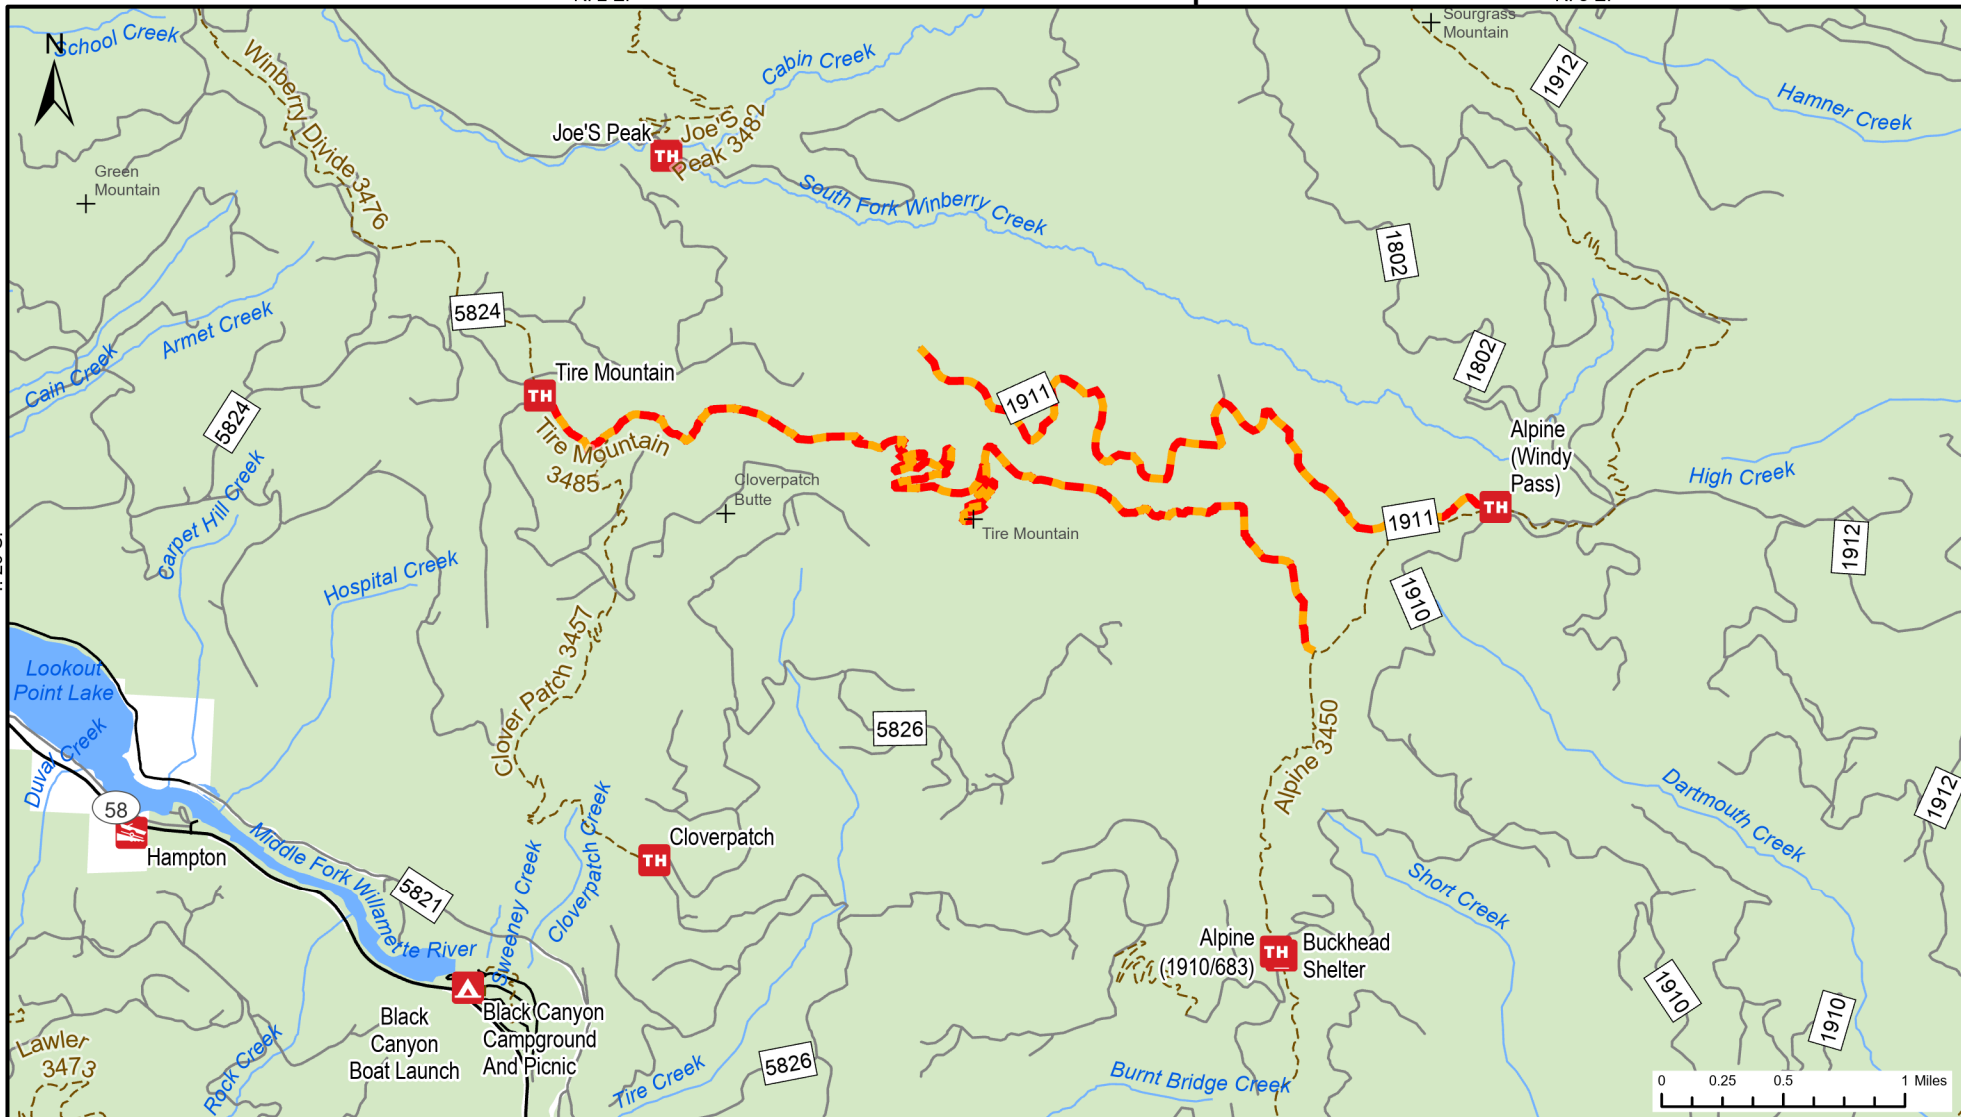 School Creek
N
Winberry Divide 3476
Green
Mountain
Joe'S Peak
TH
Joe'S
Peak 3482
Cabin Creek
South Fork Winberry Creek
Sourgrass
Mountain
1912
Hamner Creek
1802
1802
5824
Armet Creek
Cain Creek
5824
Tire Mountain
TH
Tire Mountain
3485
1911
Alpine
(Windy
Pass)
TH
1911
High Creek
1912
1910
Cloverpatch
Butte
Tire Mountain
Carpet Hill Creek
Hospital Creek
Clover Patch 3457
Lookout
Point Lake
Duval Creek
58
Hampton
Middle Fork Willamette River
5821
5826
Alpine 3450
Dartmouth Creek
1912
Cloverpatch
TH
Sweeney Creek
Cloverpatch Creek
Short Creek
Alpine
(1910/683)
TH
Buckhead
Shelter
1910
1910
Black
Canyon
Boat Launch
Black Canyon
Campground
And Picnic
Lawler
3473
Rock Creek
Tire Creek
5826
Burnt Bridge Creek
0 0.25 0.5 1 Miles